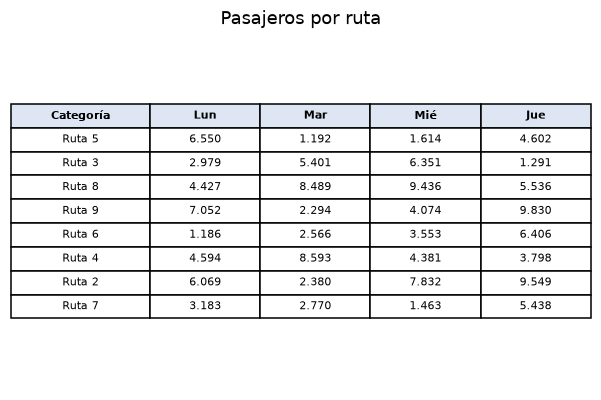 Pasajeros por ruta
Categoría Lun Mar Mié Jue
Ruta 5 6.550 1.192 1.614 4.602
Ruta 3 2.979 5.401 6.351 1.291
Ruta 8 4.427 8.489 9.436 5.536
Ruta 9 7.052 2.294 4.074 9.830
Ruta 6 1.186 2.566 3.553 6.406
Ruta 4 4.594 8.593 4.381 3.798
Ruta 2 6.069 2.380 7.832 9.549
Ruta 7 3.183 2.770 1.463 5.438